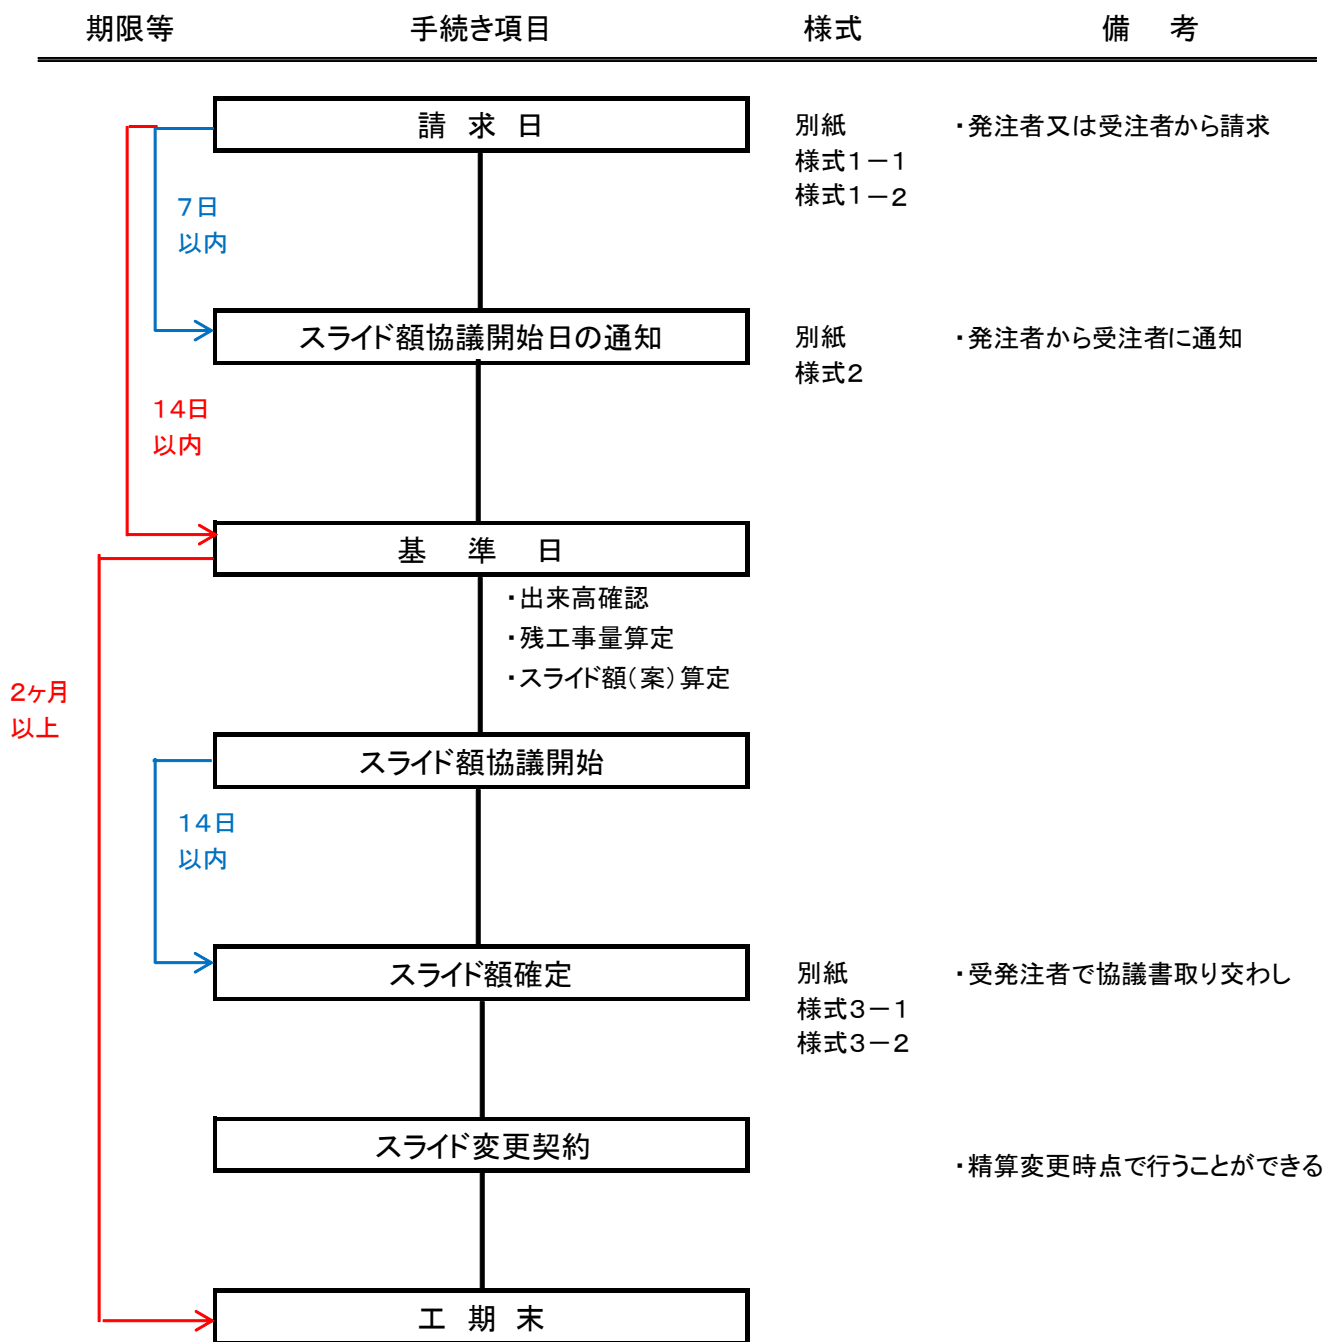 期限等 手続き項目 様式 備 考
請 求 日
別紙
様式1－1
様式1－2
・発注者又は受注者から請求
7日
以内
スライド額協議開始日の通知
別紙
様式2
・発注者から受注者に通知
14日
以内
基 準 日
・出来高確認
・残工事量算定
・スライド額（案）算定
2ヶ月
以上
スライド額協議開始
14日
以内
スライド額確定
別紙
様式3－1
様式3－2
・受発注者で協議書取り交わし
スライド変更契約
・精算変更時点で行うことができる
工 期 末